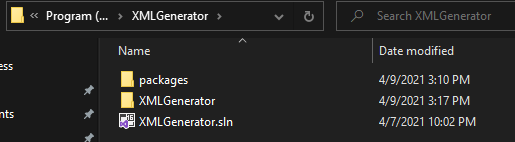 « Program (... > XMLGenerator
Search XMLGenerator
Name
Date modified
ess
packages
4/9/2021 3:10 PM
XMLGenerator
4/9/2021 3:17 PM
nts
XMLGenerator.sln
4/7/2021 10:02 PM